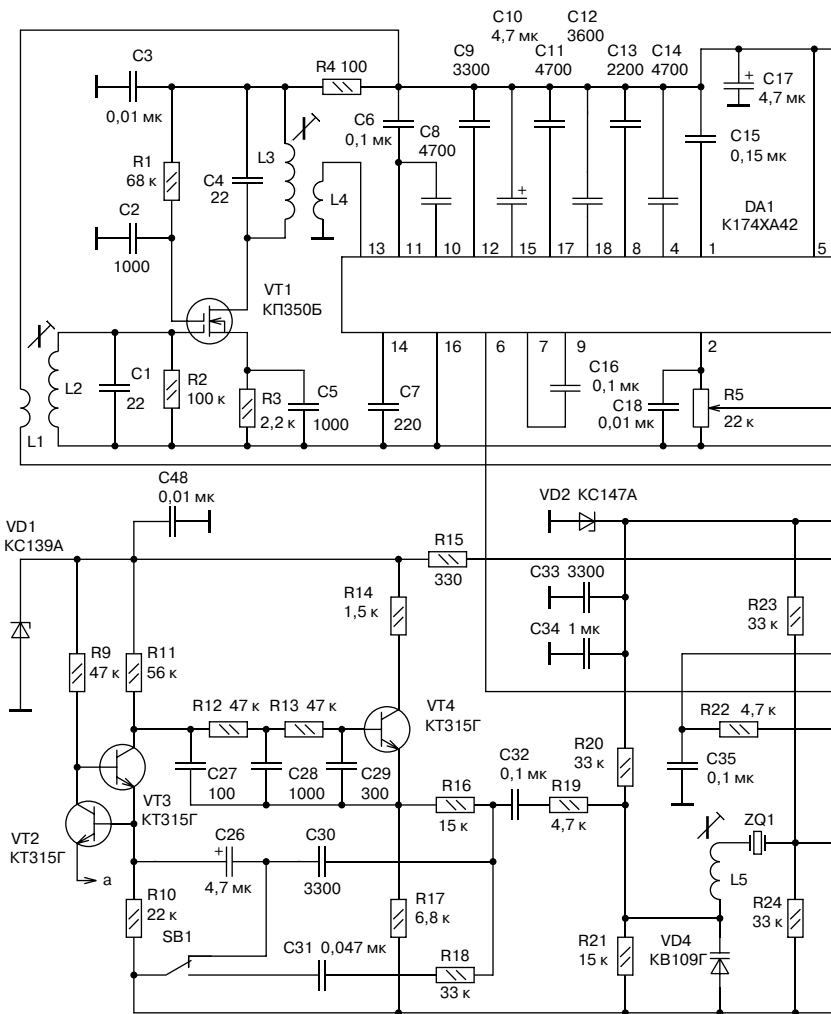 C10
4,7 мк
C12
3600
C3
0,01 мк
R4 100
C9
3300
C11
4700
C13
2200
C14
4700
C17
+
4,7 мк
C6
0,1 мк
C8
4700
C15
0,15 мк
R1
68 к
C4
22
L3
L4
+
DA1
К174ХА42
C2
1000
13
11
10
12
15
17
18
8
4
1
5
VT1
КП350Б
14
16
6
7
9
2
L1
L2
C1
22
R2
100 к
R3
2,2 к
C5
1000
C7
220
C16
0,1 мк
C18
0,01 мк
R5
22 к
C48
0,01 мк
VD1
КС139А
VD2 КС147А
R15
330
C33 3300
R14
1,5 к
C34 1 мк
R23
33 к
R9
47 к
R11
56 к
R12 47 к
R13 47 к
VT4
КТ315Г
R22 4,7 к
C27
100
C28
1000
C29
300
C32
0,1 мк
R19
4,7 к
R20
33 к
C35
0,1 мк
VT3
КТ315Г
VT2
КТ315Г
R16
15 к
ZQ1
C26
+
4,7 мк
C30
3300
L5
а
R10
22 к
R17
6,8 к
R24
33 к
SB1
C31 0,047 мк
R18
33 к
R21
15 к
VD4
КВ109Г